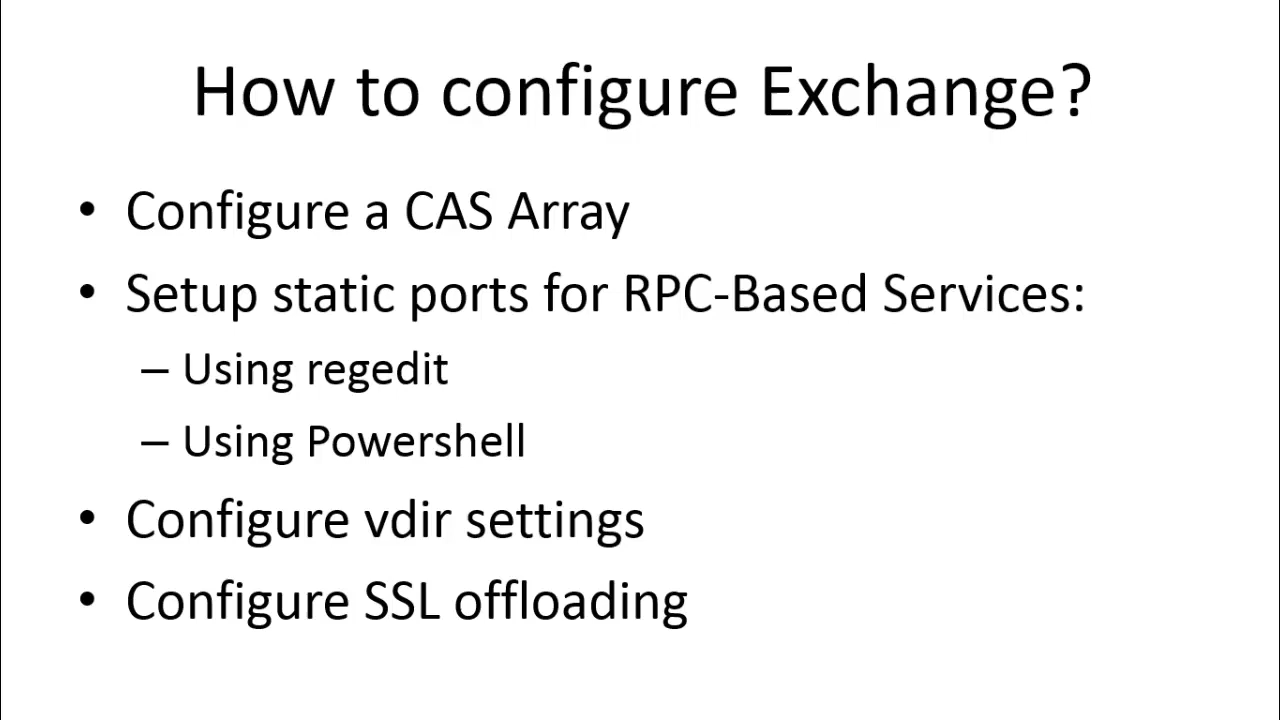 How to configure Exchange?
• Configure a CAS Array
• Setup static ports for RPC-Based Services:
– Using regedit
– Using Powershell
• Configure vdir settings
• Configure SSL offloading